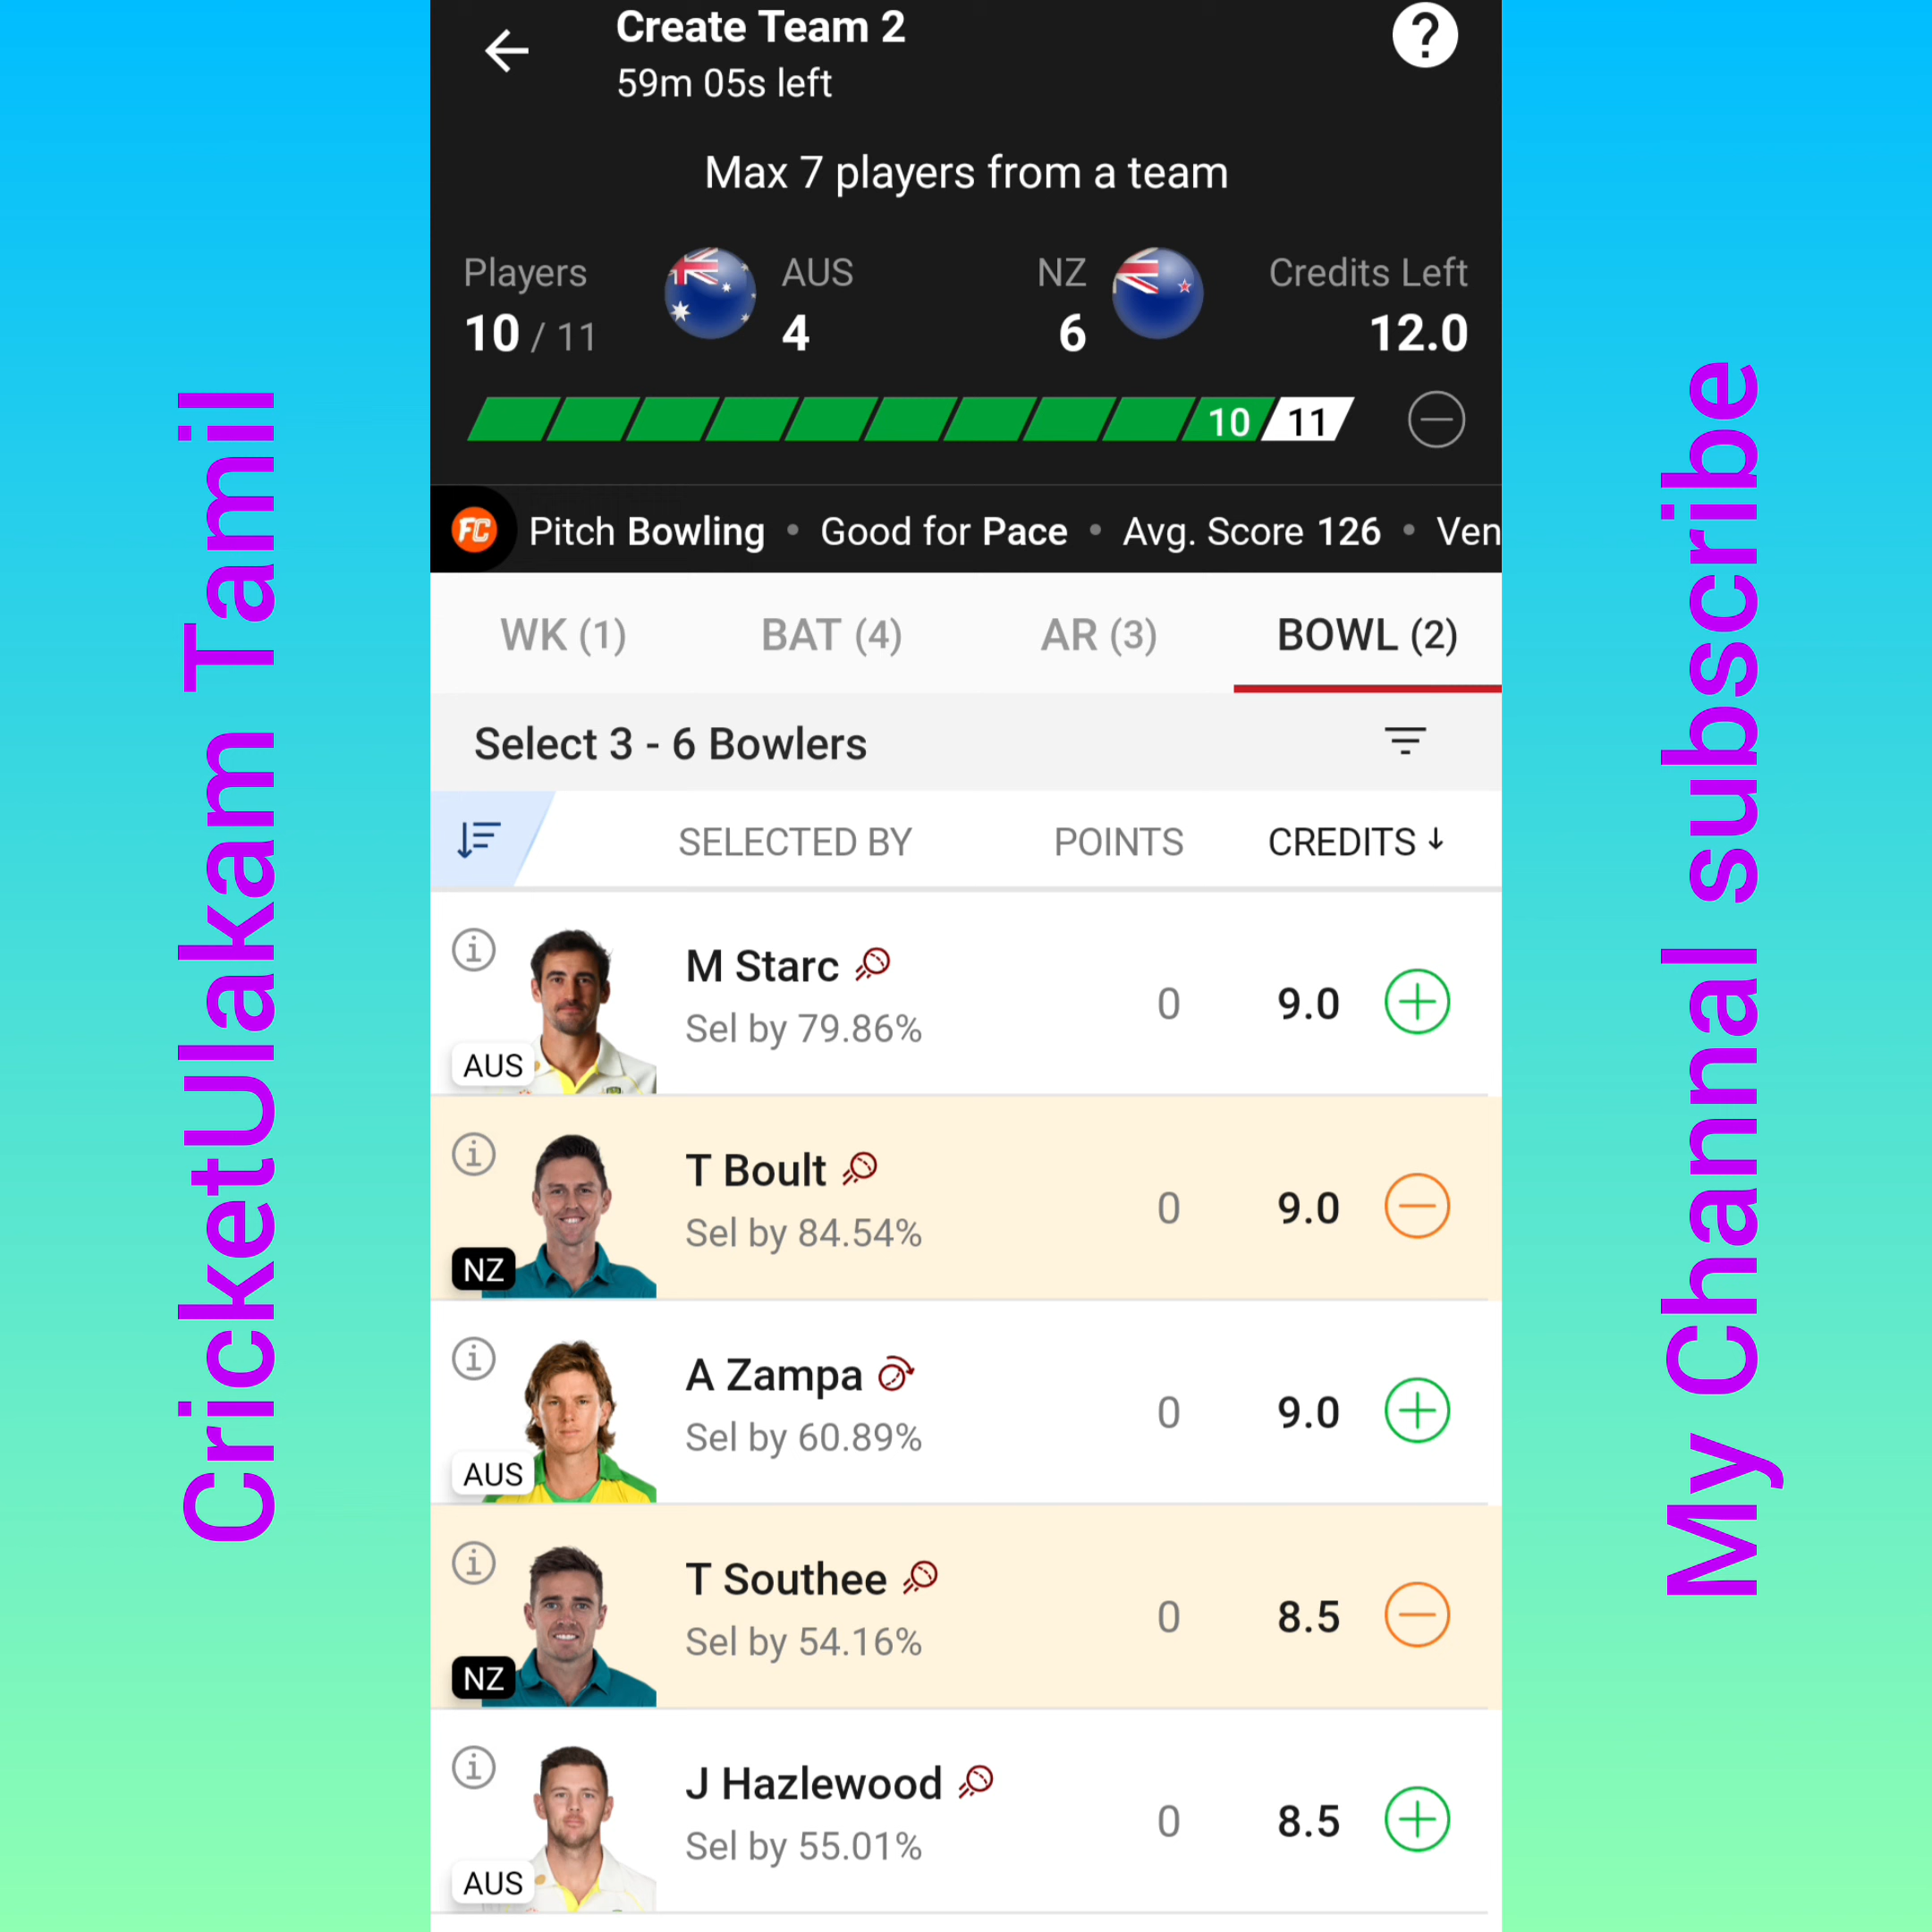 Create Team 2
59m 05s left
?
Max 7 players from a team
Players AUS NZ Credits Left
10 / 11 4 6 12.0
10 11
FC Pitch Bowling • Good for Pace • Avg. Score 126 • Ven
WK (1) BAT (4) AR (3) BOWL (2)
Select 3 - 6 Bowlers
SELECTED BY POINTS CREDITS ↓
M Starc
Sel by 79.86% 0 9.0
AUS
T Boult
Sel by 84.54% 0 9.0
NZ
A Zampa
Sel by 60.89% 0 9.0
AUS
T Southee
Sel by 54.16% 0 8.5
NZ
J Hazlewood
Sel by 55.01% 0 8.5
AUS
CricketUlakam Tamil
My Channal subscribe